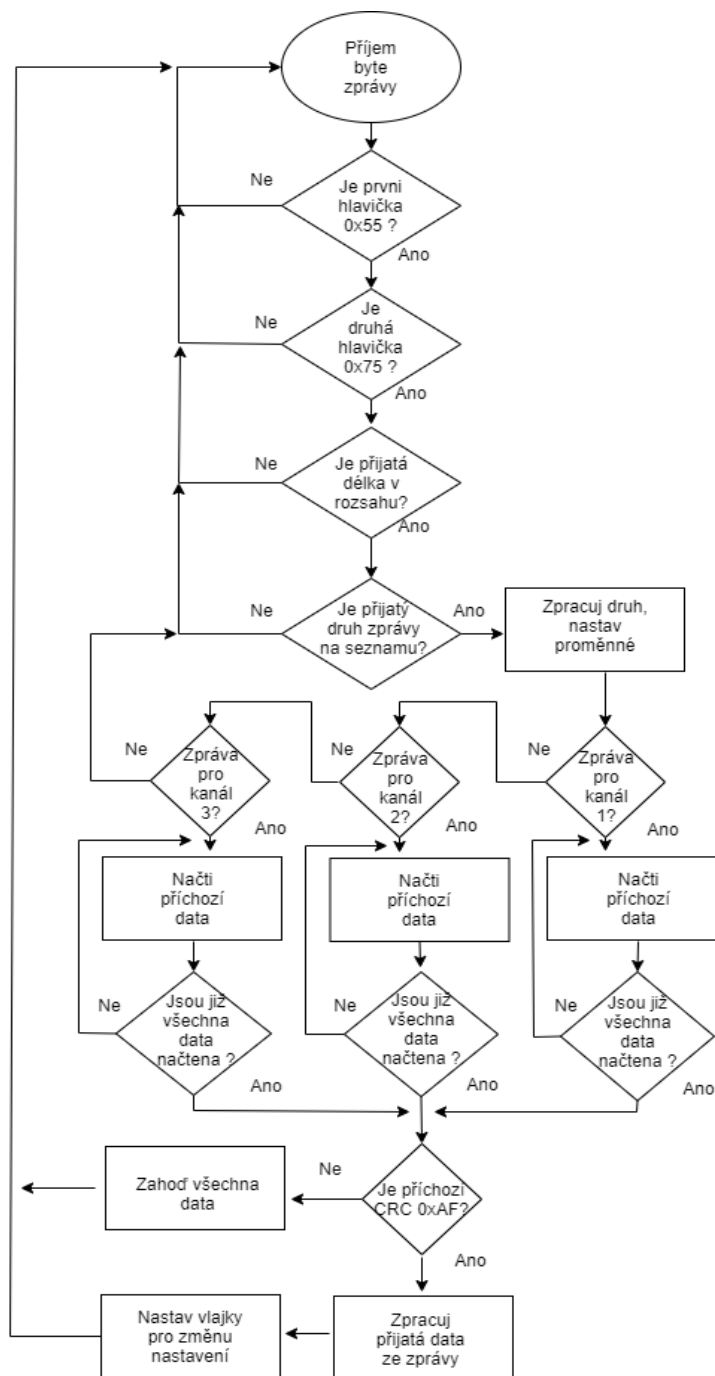 Příjem
byte
zprávy
Ne
Je prvni
hlavička
0x55 ?
Ano
Ne
Je
druhá
hlavička
0x75 ?
Ano
Ne
Je přijatá
délka v
rozsahu?
Ano
Ne
Je přijatý
druh zprávy
na seznamu?
Ano
Zpracuj druh,
nastav
proměnné
Ne
Zpráva
pro
kanál
3?
Ano
Ne
Zpráva
pro
kanál
2?
Ano
Ne
Zpráva
pro
kanál
1?
Ano
Načti
příchozí
data
Načti
příchozí
data
Načti
příchozí
data
Ne
Jsou již
všechna
data
načtena ?
Ano
Ne
Jsou již
všechna
data
načtena ?
Ano
Ne
Jsou již
všechna
data
načtena ?
Ano
Zahoď všechna
data
Ne
Je příchozí
CRC 0xAF?
Ano
Nastav vlajky
pro změnu
nastavení
Zpracuj
přijatá data
ze zprávy